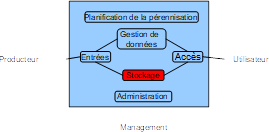 Planification de la pérennisation
Gestion de
données
Producteur
Entrées
Accès
Utilisateur
Stockage
Administration
Management